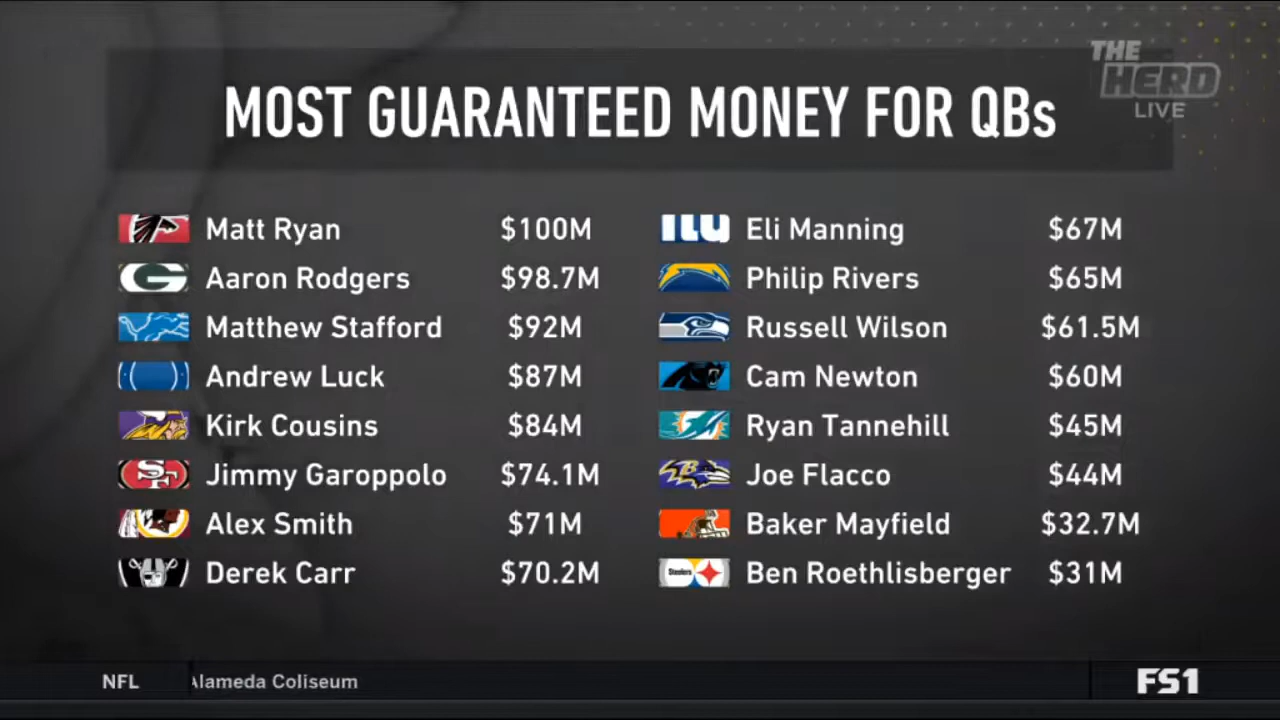 THE
HERD
LIVE
MOST GUARANTEED MONEY FOR QBs
Matt Ryan $100M
Aaron Rodgers $98.7M
Matthew Stafford $92M
Andrew Luck $87M
Kirk Cousins $84M
Jimmy Garoppolo $74.1M
Alex Smith $71M
Derek Carr $70.2M
Eli Manning $67M
Philip Rivers $65M
Russell Wilson $61.5M
Cam Newton $60M
Ryan Tannehill $45M
Joe Flacco $44M
Baker Mayfield $32.7M
Steelers Ben Roethlisberger $31M
NFL Alameda Coliseum FS1